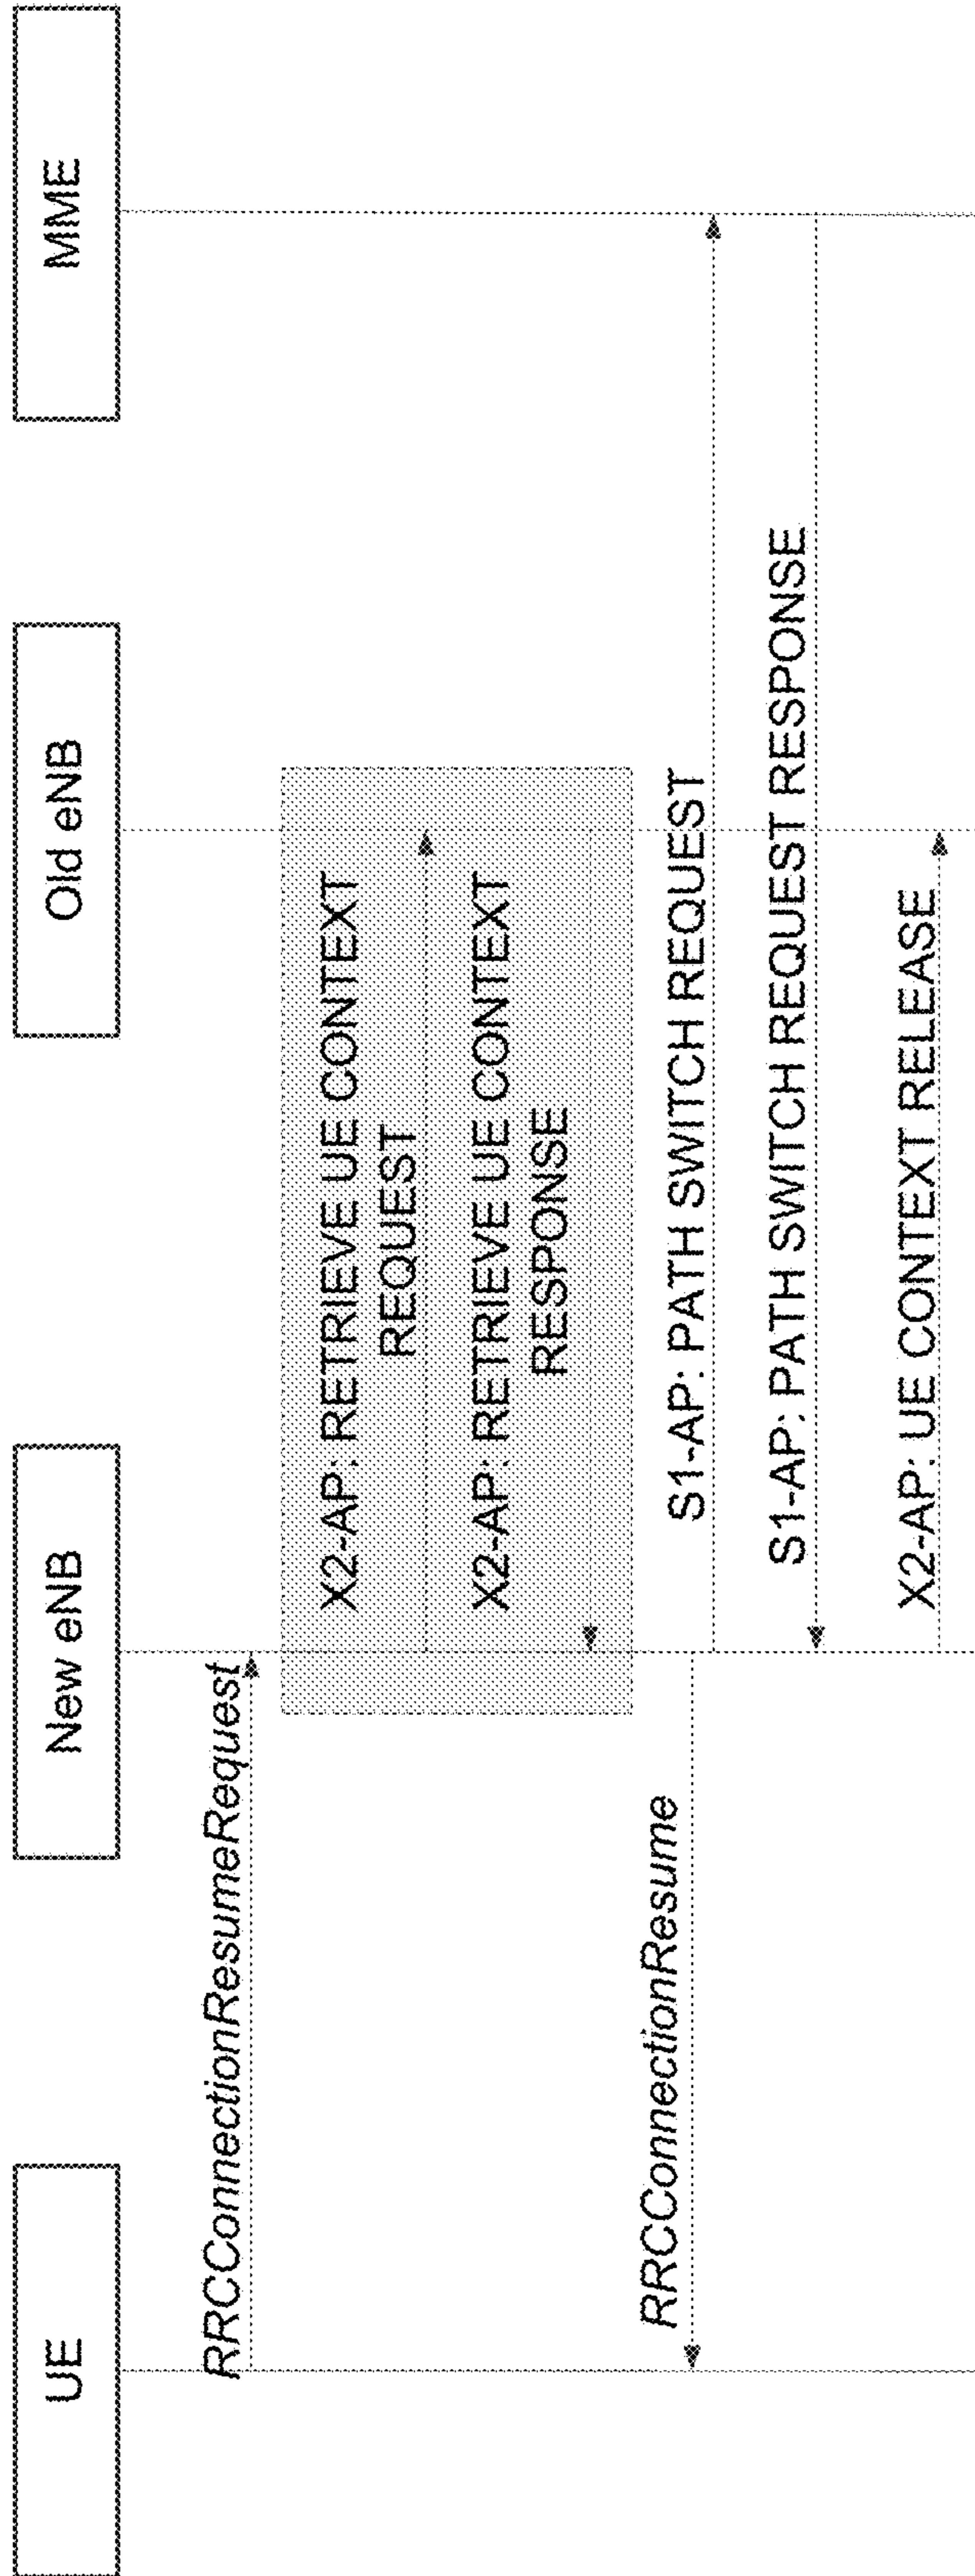 UE
New eNB
Old eNB
MME
RRCConnectionResumeRequest
X2-AP: RETRIEVE UE CONTEXT
REQUEST
X2-AP: RETRIEVE UE CONTEXT
RESPONSE
RRCConnectionResume
S1-AP: PATH SWITCH REQUEST
S1-AP: PATH SWITCH REQUEST RESPONSE
X2-AP: UE CONTEXT RELEASE